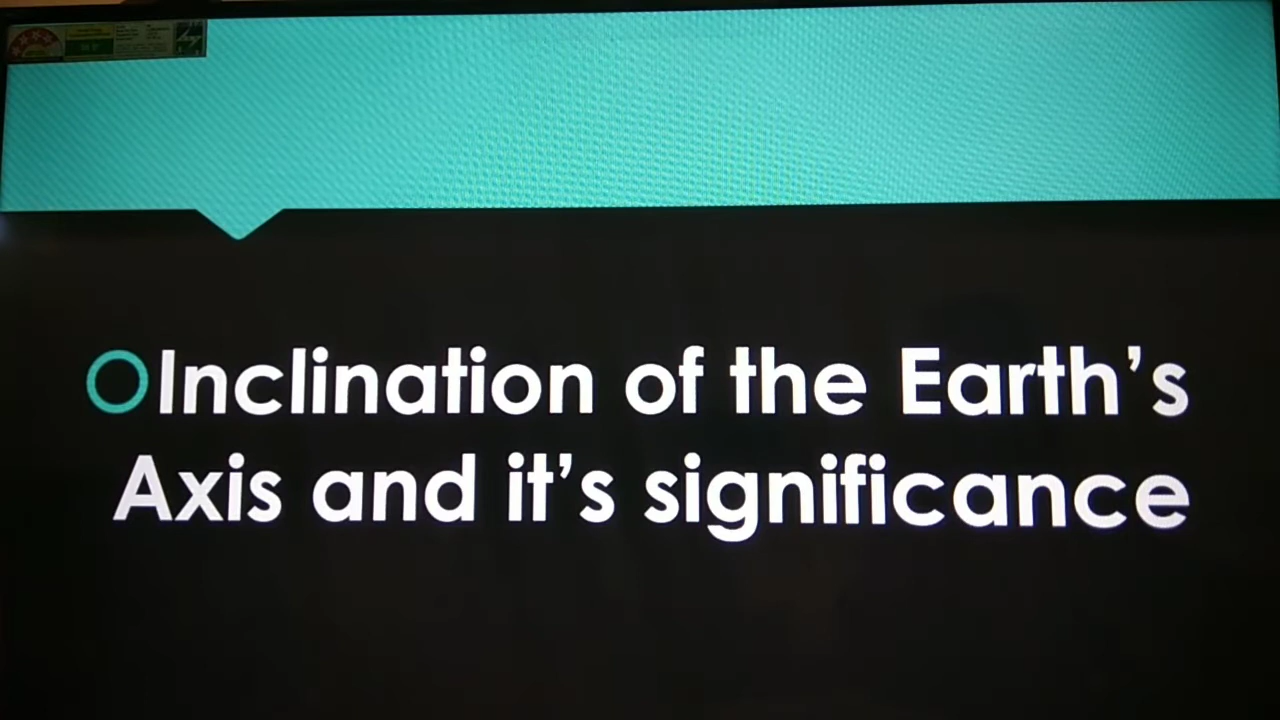 Inclination of the Earth’s
Axis and it’s significance